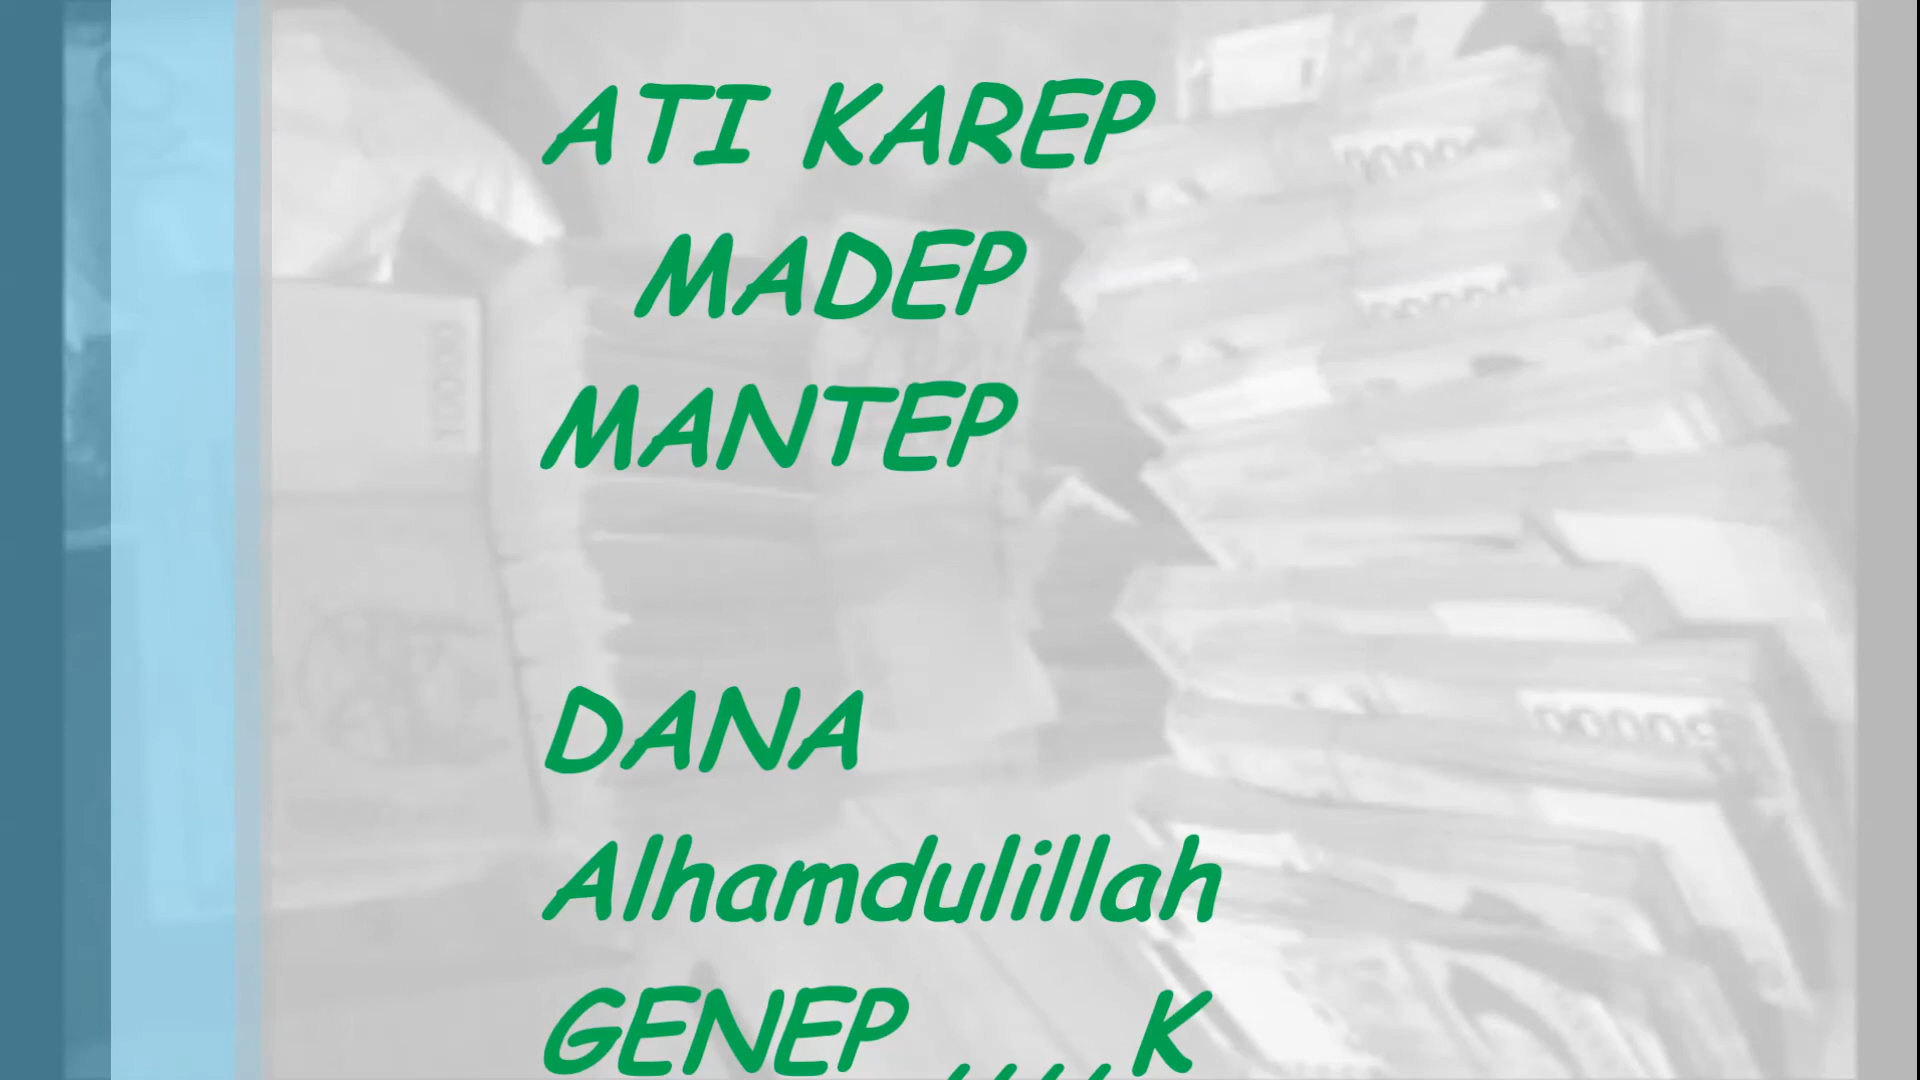 ATI KAREP
MADEP
MANTEP
DANA
Alhamdulillah
GENEP ,,,,K